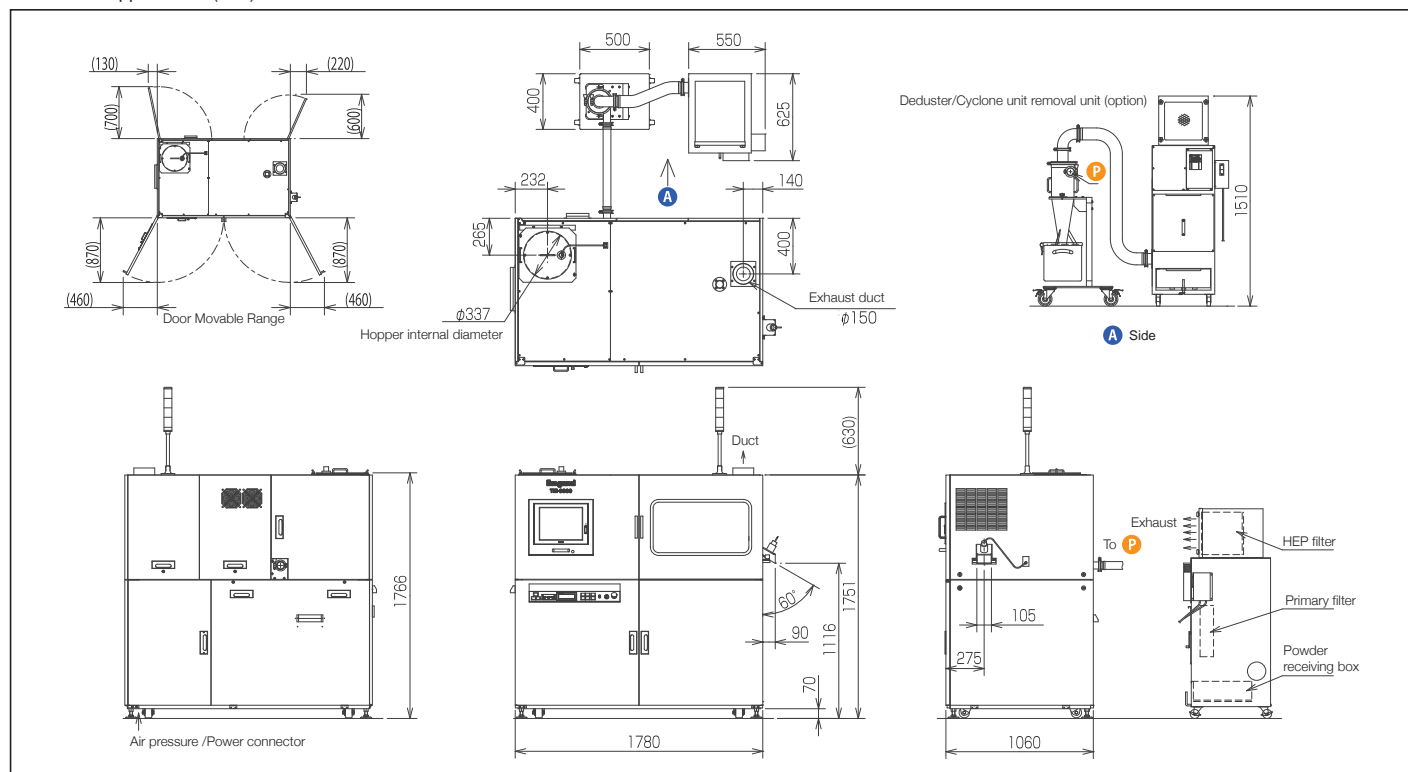 (130)
(220)
(700)
(600)
(870)
(870)
(460)
(460)
Door Movable Range
500
550
400
625
232
A
140
265
400
φ337
Hopper internal diameter
Exhaust duct
φ150
Deduster/Cyclone unit removal unit (option)
P
1510
A Side
1766
Air pressure /Power connector
Duct
(630)
60°
90
1116
1751
70
1780
Exhaust
To P
HEP filter
105
Primary filter
275
Powder
receiving box
1060